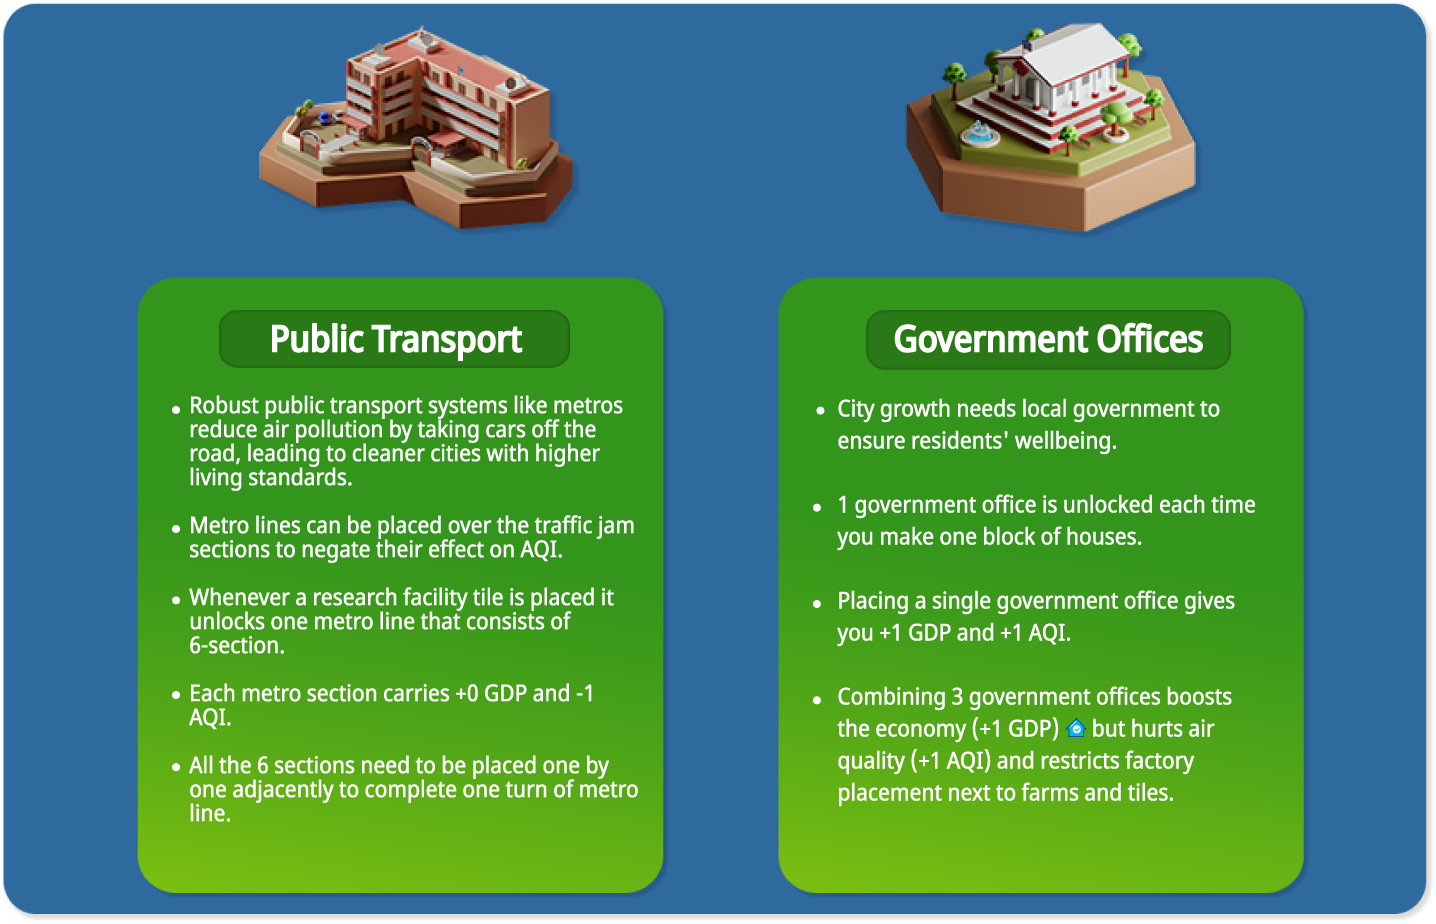 Public Transport
• Robust public transport systems like metros
reduce air pollution by taking cars off the
road, leading to cleaner cities with higher
living standards.
• Metro lines can be placed over the traffic jam
sections to negate their effect on AQI.
• Whenever a research facility tile is placed it
unlocks one metro line that consists of
6-section.
• Each metro section carries +0 GDP and -1
AQI.
• All the 6 sections need to be placed one by
one adjacently to complete one turn of metro
line.
Government Offices
• City growth needs local government to
ensure residents' wellbeing.
• 1 government office is unlocked each time
you make one block of houses.
• Placing a single government office gives
you +1 GDP and +1 AQI.
• Combining 3 government offices boosts
the economy (+1 GDP) but hurts air
quality (+1 AQI) and restricts factory
placement next to farms and tiles.